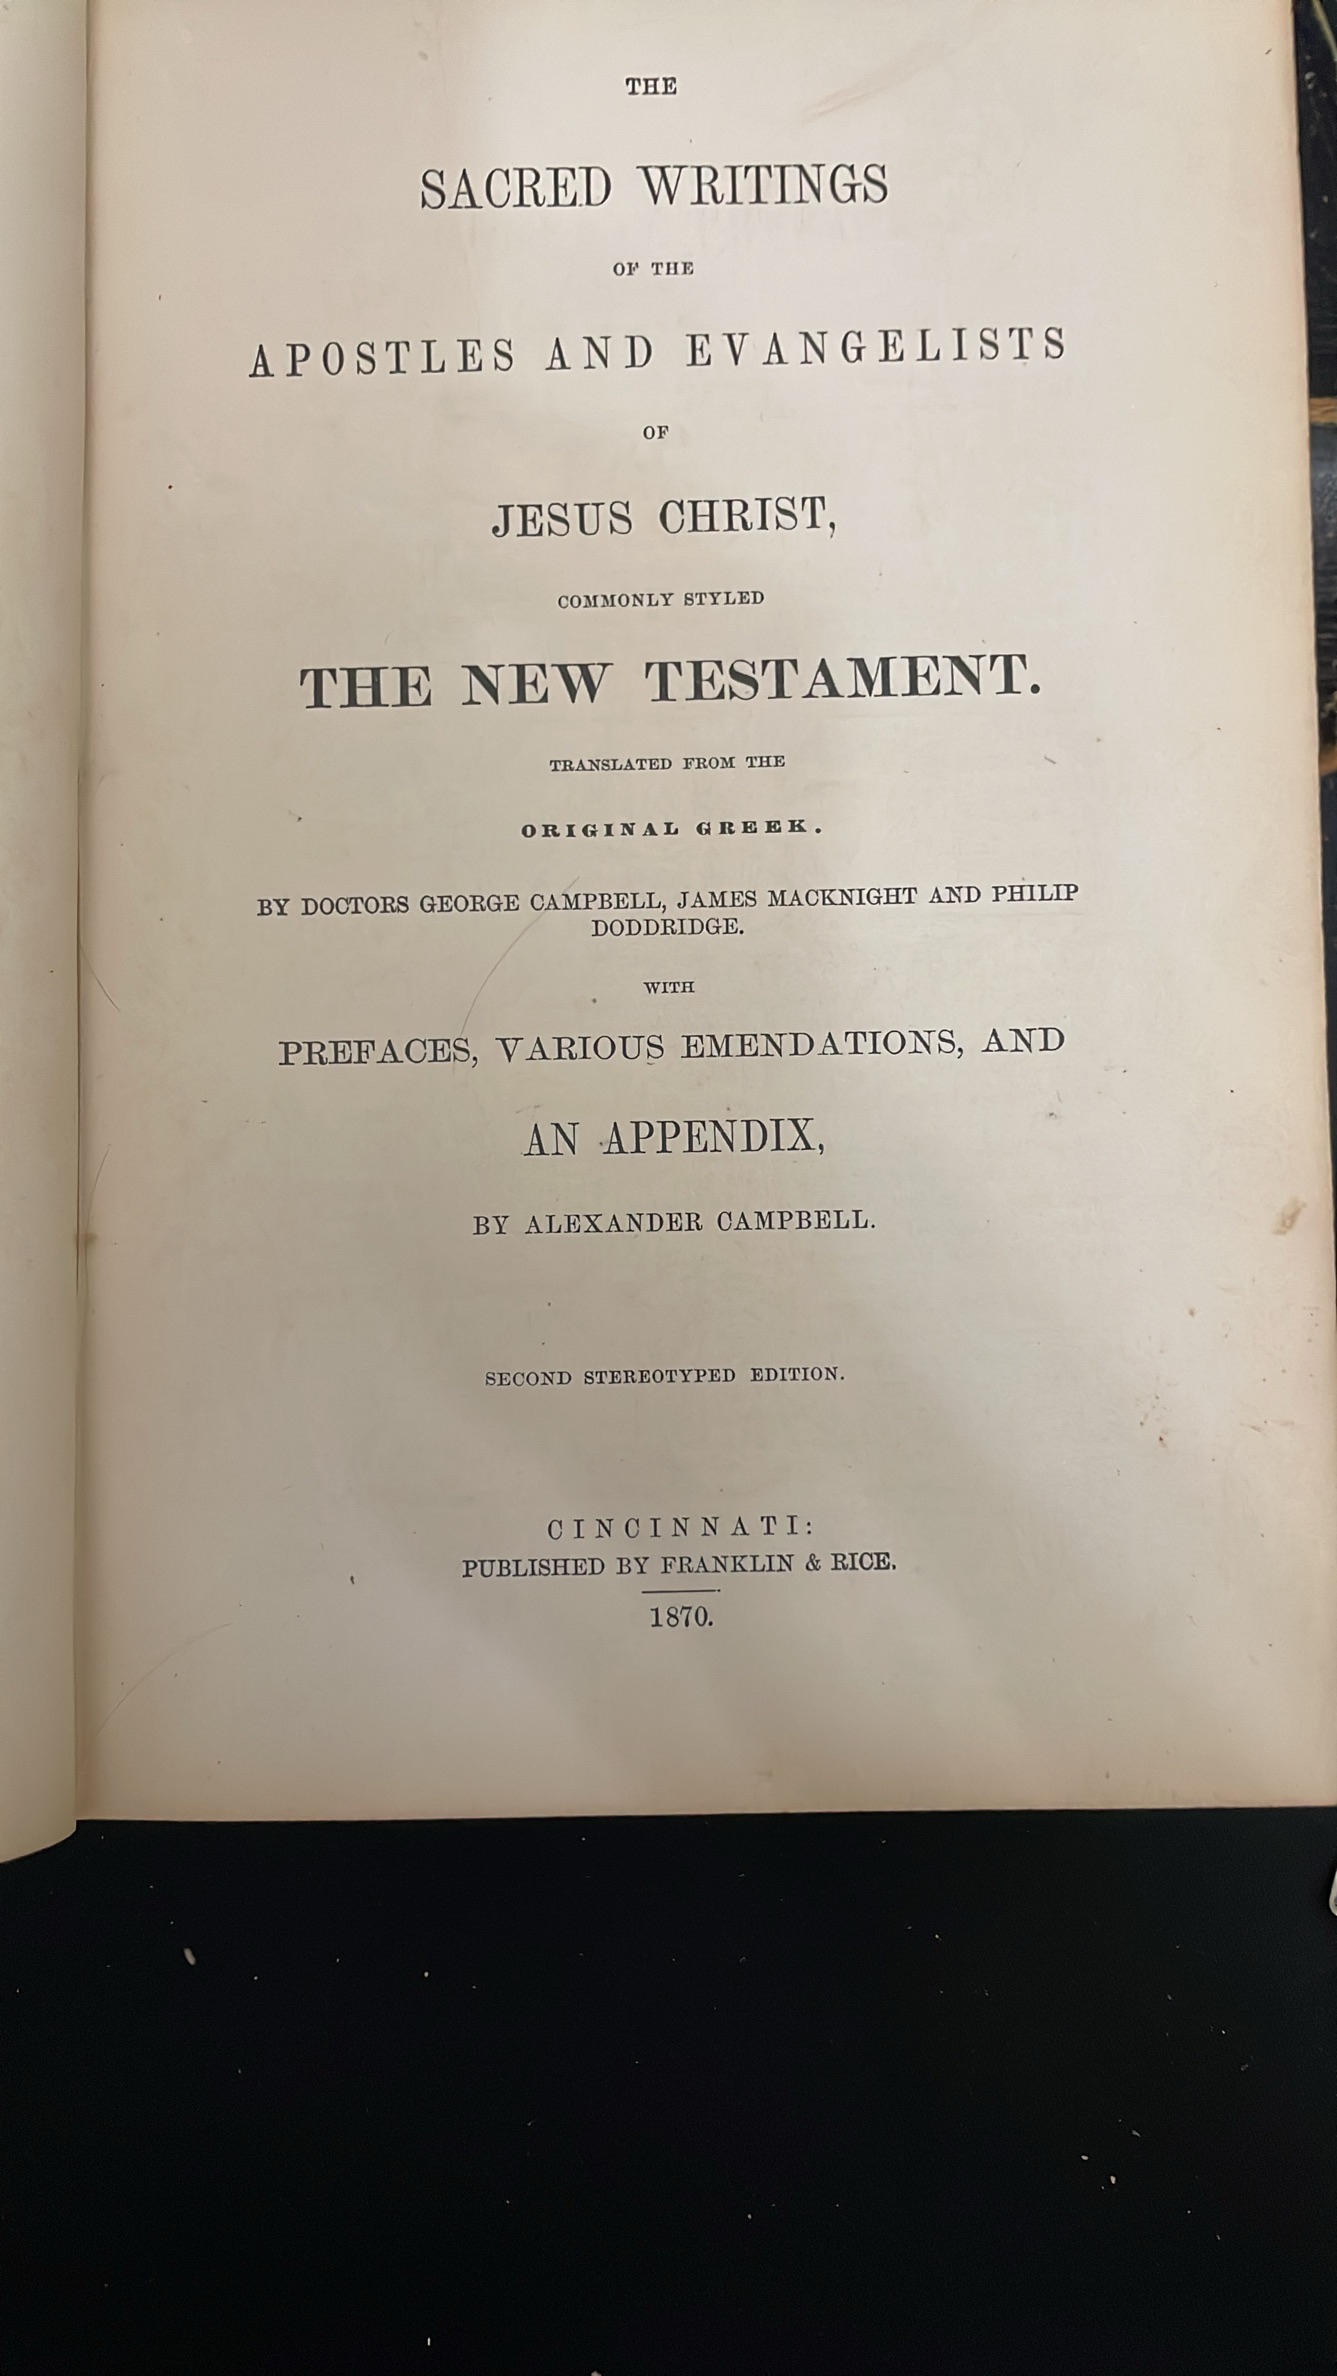 THE
SACRED WRITINGS
OF THE
APOSTLES AND EVANGELISTS
OF
JESUS CHRIST,
COMMONLY STYLED
THE NEW TESTAMENT.
TRANSLATED FROM THE
ORIGINAL GREEK.
BY DOCTORS GEORGE CAMPBELL, JAMES MACKNIGHT AND PHILIP
DODDRIDGE.
WITH
PREFACES, VARIOUS EMENDATIONS, AND
AN APPENDIX,
BY ALEXANDER CAMPBELL.
SECOND STEREOTYPED EDITION.
CINCINNATI:
PUBLISHED BY FRANKLIN & RICE.
1870.